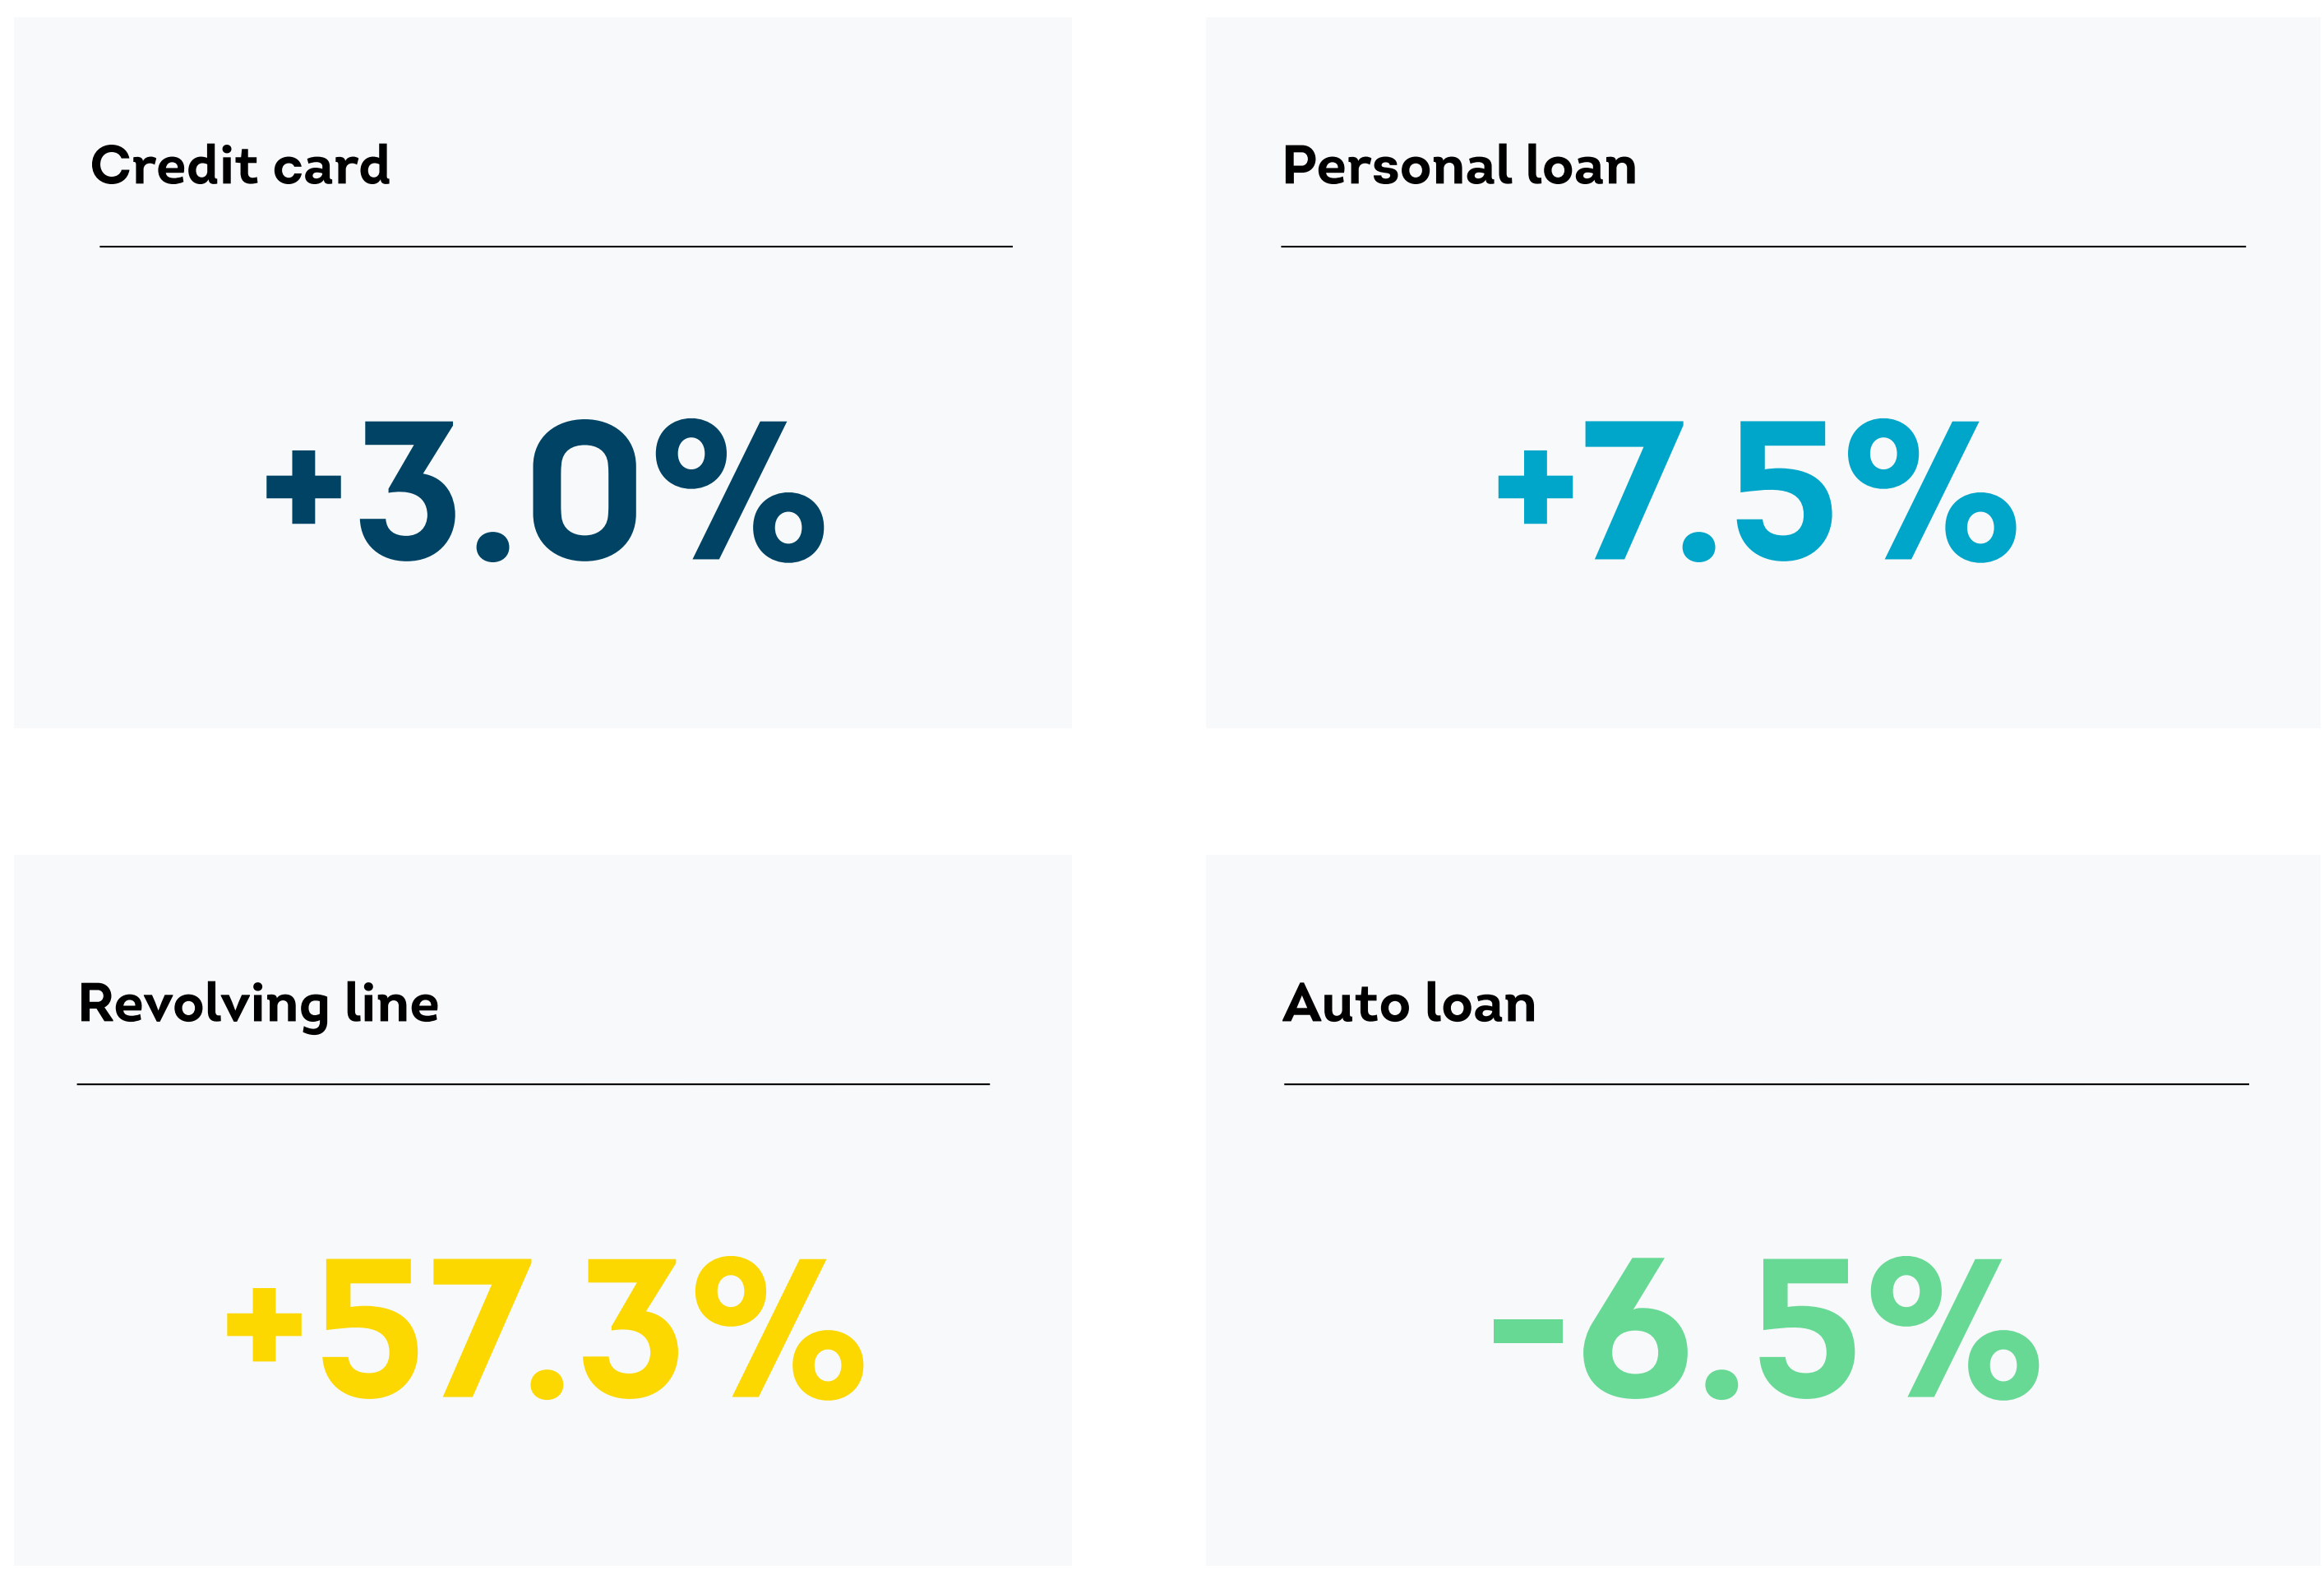 Credit card
+3.0%
Personal loan
+7.5%
Revolving line
+57.3%
Auto loan
-6.5%